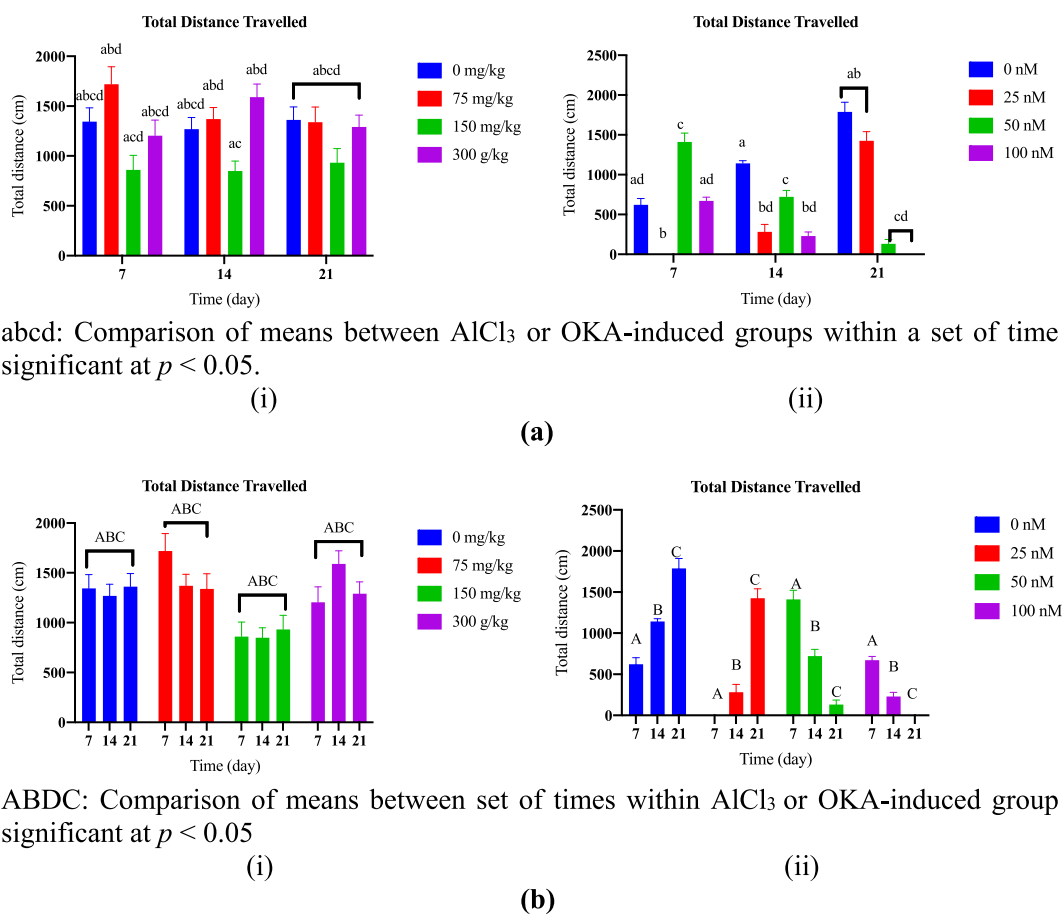 Total Distance Travelled
Total distance (cm)
2000
1500
1000
500
0
abcd
abd
acd
abcd
abcd
abd
ac
abd
abcd
7
14
21
Time (day)
0 mg/kg
75 mg/kg
150 mg/kg
300 g/kg
Total Distance Travelled
Total distance (cm)
2500
2000
1500
1000
500
0
ad
b
c
ad
a
bd
c
bd
ab
cd
7
14
21
Time (day)
0 nM
25 nM
50 nM
100 nM
abcd: Comparison of means between AlCl₃ or OKA-induced groups within a set of time
significant at p < 0.05.
(i)
(ii)
(a)
Total Distance Travelled
Total distance (cm)
2000
1500
1000
500
0
ABC
ABC
ABC
ABC
7 14 21
7 14 21
7 14 21
7 14 21
Time (day)
0 mg/kg
75 mg/kg
150 mg/kg
300 g/kg
Total Distance Travelled
Total distance (cm)
2500
2000
1500
1000
500
0
A
B
C
A
B
C
A
B
C
A
B
C
7 14 21
7 14 21
7 14 21
7 14 21
Time (day)
0 nM
25 nM
50 nM
100 nM
ABDC: Comparison of means between set of times within AlCl₃ or OKA-induced group
significant at p < 0.05
(i)
(ii)
(b)